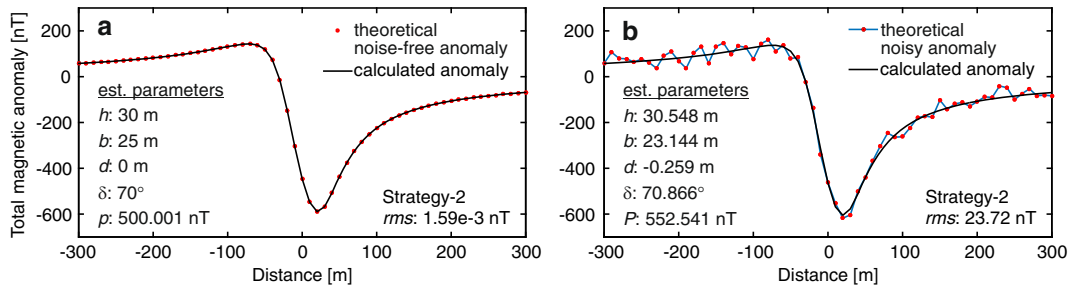 Total magnetic anomaly [nT]
200
0
-200
-400
-600
a
theoretical
noise-free anomaly
calculated anomaly
est. parameters
h: 30 m
b: 25 m
d: 0 m
δ: 70°
p: 500.001 nT
Strategy-2
rms: 1.59e-3 nT
-300 -200 -100 0 100 200 300
Distance [m]
200
0
-200
-400
-600
b
theoretical
noisy anomaly
calculated anomaly
est. parameters
h: 30.548 m
b: 23.144 m
d: -0.259 m
δ: 70.866°
P: 552.541 nT
Strategy-2
rms: 23.72 nT
-300 -200 -100 0 100 200 300
Distance [m]